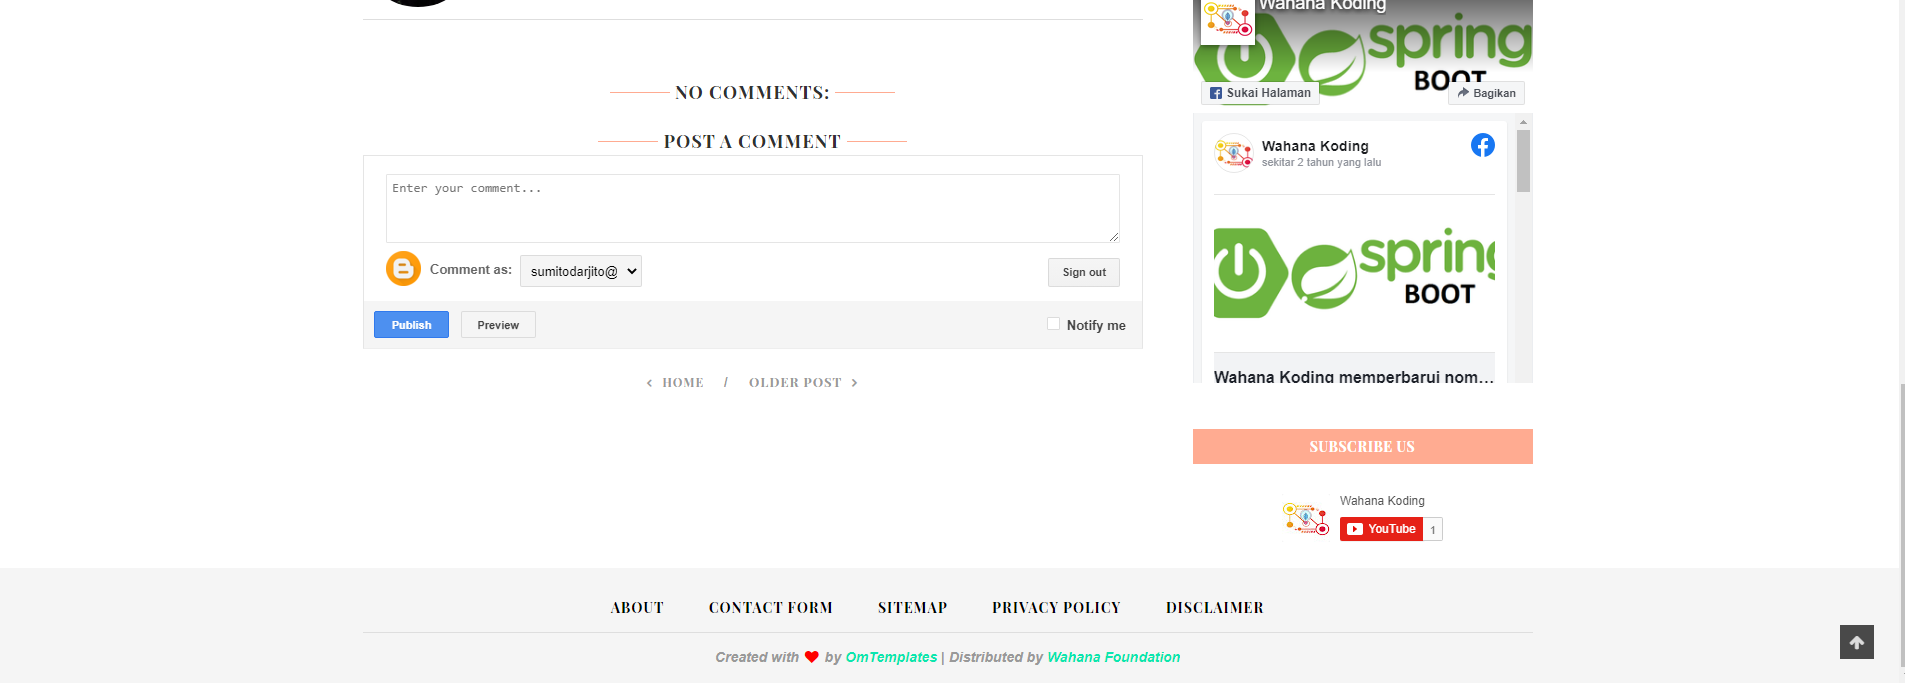 NO COMMENTS:
POST A COMMENT
Enter your comment...
Comment as:
sumitodarjito@
Sign out
Publish
Preview
Notify me
HOME / OLDER POST
Wahana Koding
spring
BOOT
Sukai Halaman
Bagikan
Wahana Koding
sekitar 2 tahun yang lalu
spring
BOOT
Wahana Koding memperbarui nom...
SUBSCRIBE US
Wahana Koding
YouTube 1
ABOUT CONTACT FORM SITEMAP PRIVACY POLICY DISCLAIMER
Created with ❤ by OmTemplates | Distributed by Wahana Foundation